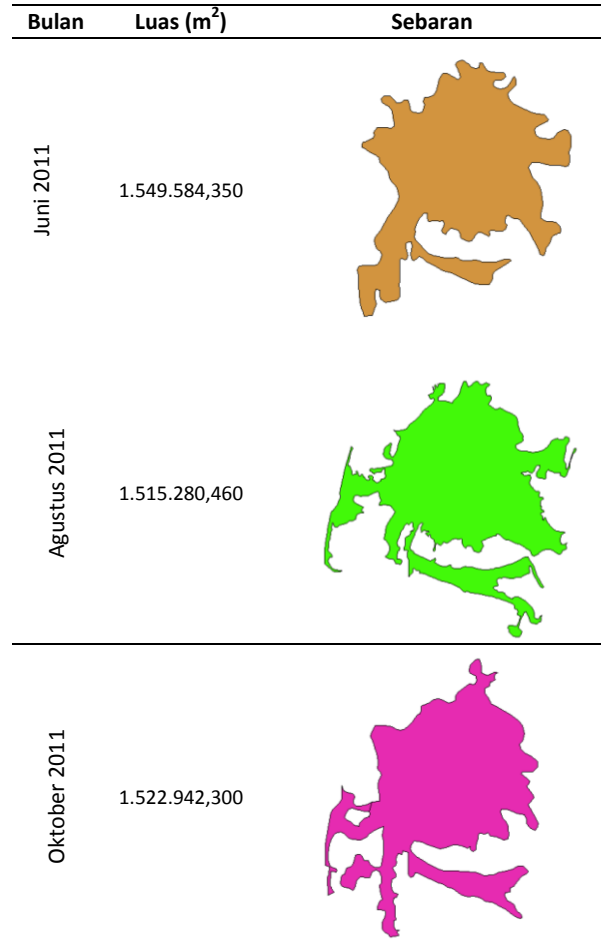 Bulan Luas (m²) Sebaran
Juni 2011 1.549.584,350
Agustus 2011 1.515.280,460
Oktober 2011 1.522.942,300